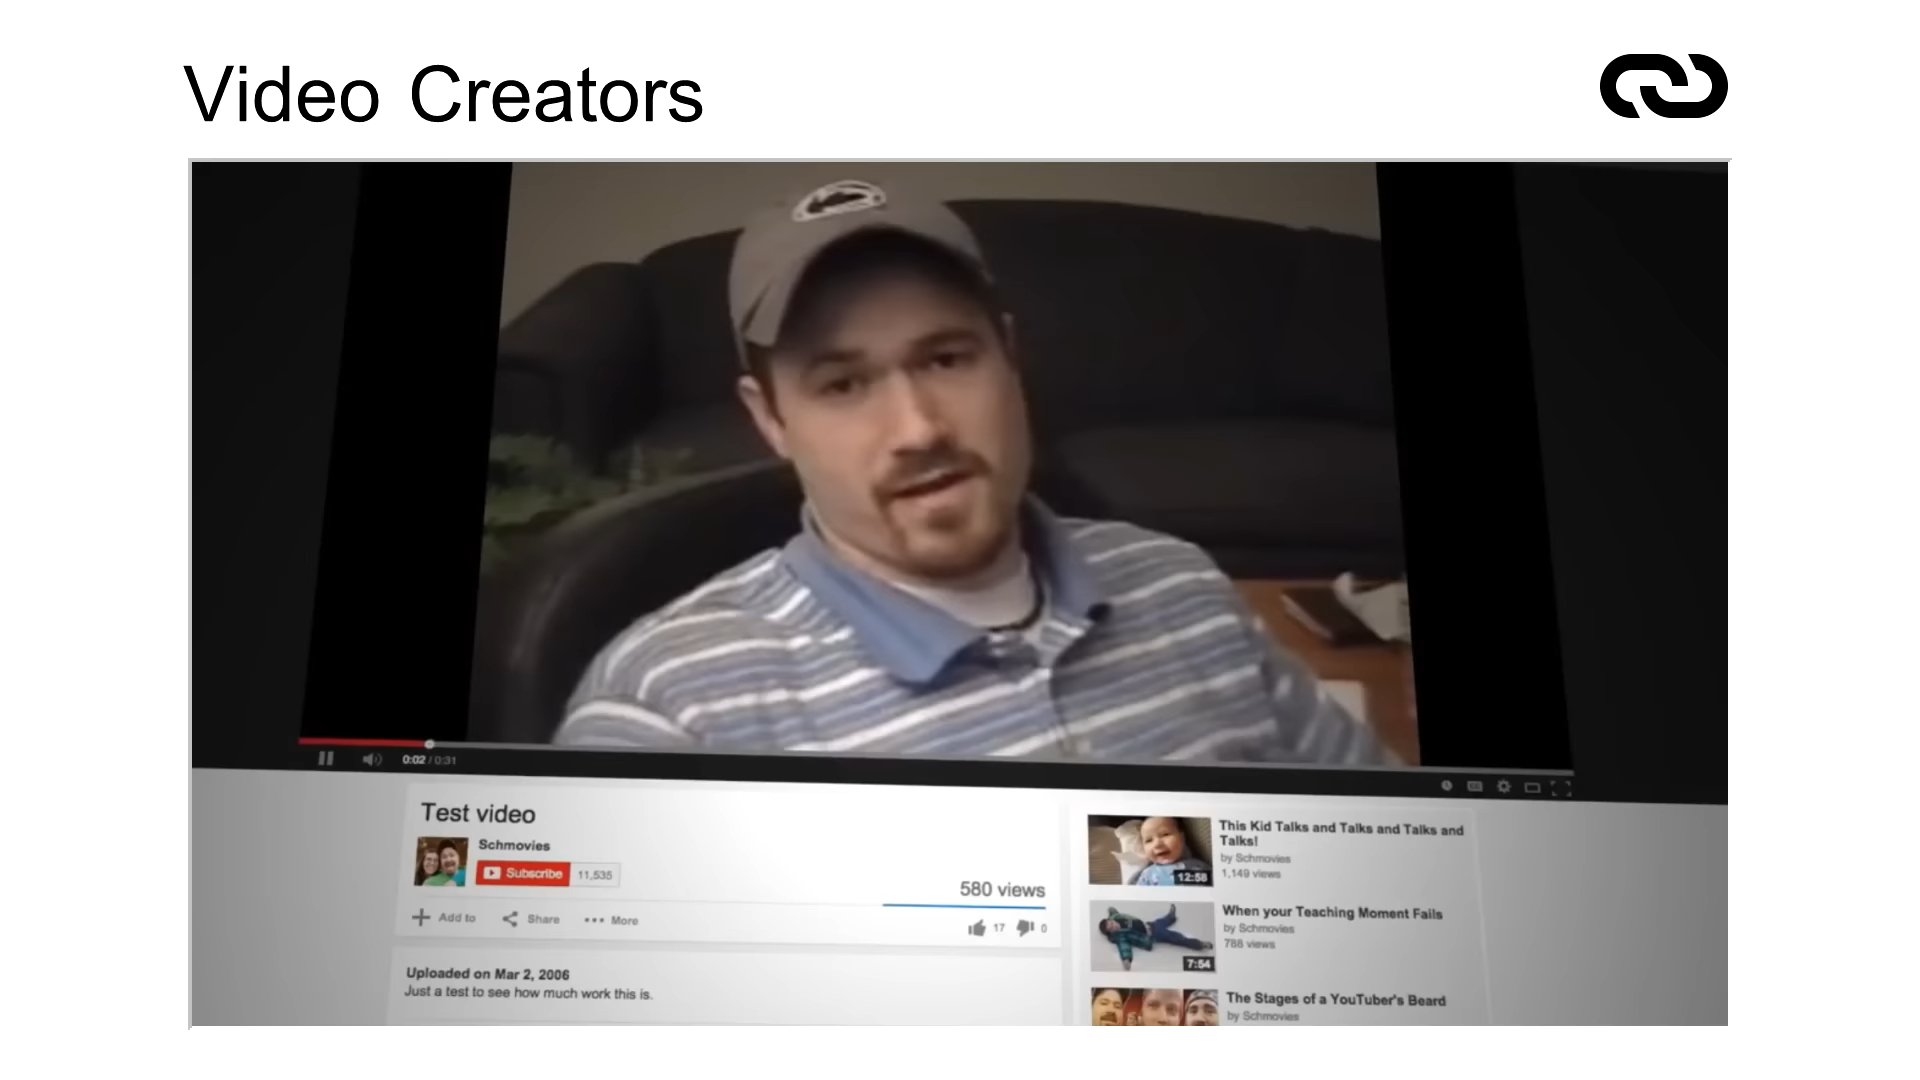 Video Creators
0:02 / 0:31
Test video
Schmovies
Subscribe 11,535
580 views
Add to Share More
17 0
Uploaded on Mar 2, 2006
Just a test to see how much work this is.
12:58
This Kid Talks and Talks and Talks and
Talks!
by Schmovies
1,149 views
7:54
When your Teaching Moment Fails
by Schmovies
788 views
The Stages of a YouTuber's Beard
by Schmovies